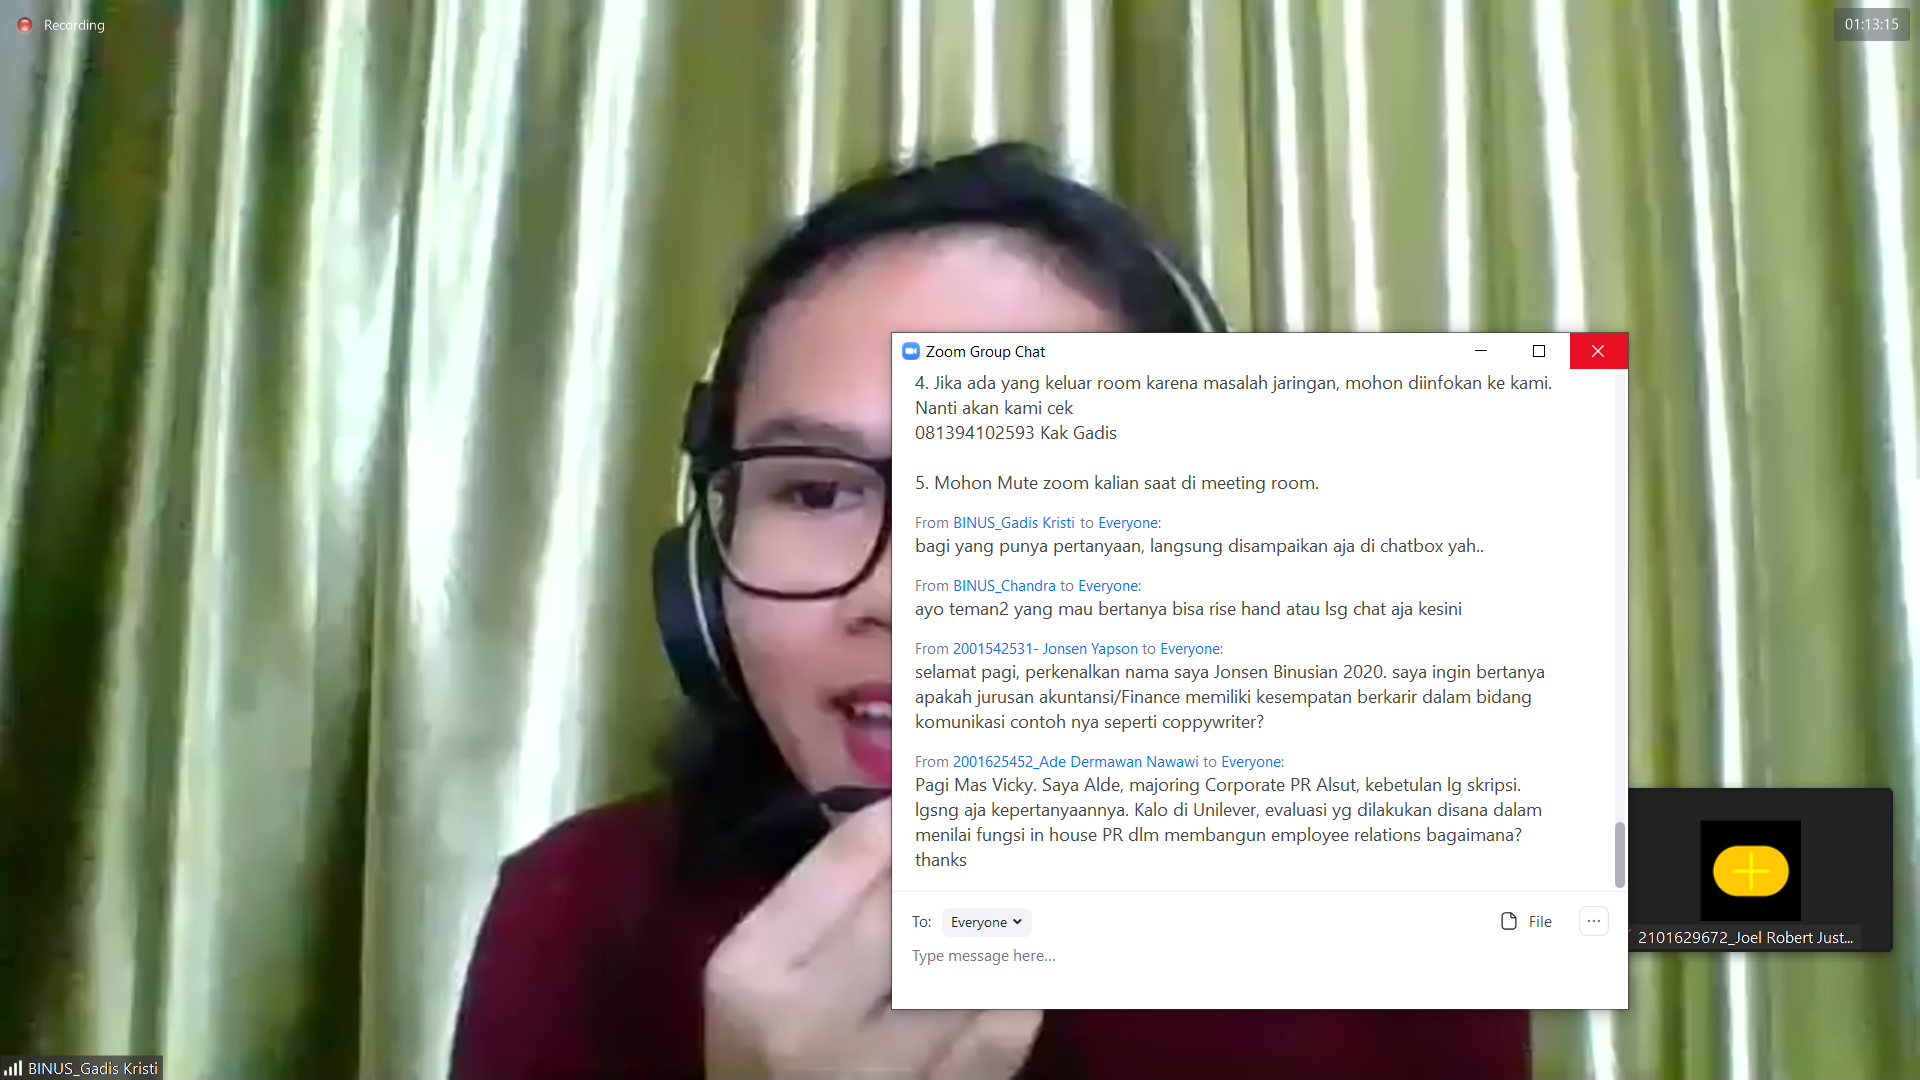 Recording
01:13:15
Zoom Group Chat
4. Jika ada yang keluar room karena masalah jaringan, mohon diinfokan ke kami.
Nanti akan kami cek
081394102593 Kak Gadis
5. Mohon Mute zoom kalian saat di meeting room.
From BINUS_Gadis Kristi to Everyone:
bagi yang punya pertanyaan, langsung disampaikan aja di chatbox yah..
From BINUS_Chandra to Everyone:
ayo teman2 yang mau bertanya bisa rise hand atau lsg chat aja kesini
From 2001542531- Jonsen Yapson to Everyone:
selamat pagi, perkenalkan nama saya Jonsen Binusian 2020. saya ingin bertanya
apakah jurusan akuntansi/Finance memiliki kesempatan berkarir dalam bidang
komunikasi contoh nya seperti coppywriter?
From 2001625452_Ade Dermawan Nawawi to Everyone:
Pagi Mas Vicky. Saya Alde, majoring Corporate PR Alsut, kebetulan lg skripsi.
lgsng aja kepertanyaannya. Kalo di Unilever, evaluasi yg dilakukan disana dalam
menilai fungsi in house PR dlm membangun employee relations bagaimana?
thanks
To: Everyone
File
Type message here...
2101629672_Joel Robert Just...
BINUS_Gadis Kristi